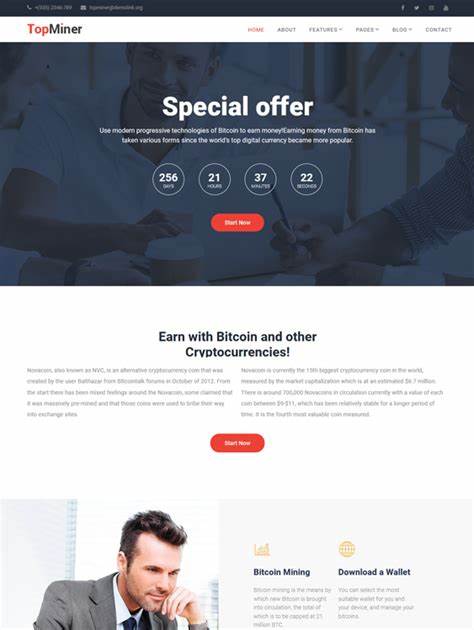 +(035) 2346 789 topminer@demolink.org
TopMiner
HOME ABOUT FEATURES PAGES BLOG CONTACT
Special offer
Use modern progressive technologies of Bitcoin to earn money!Earning money from Bitcoin has
taken various forms since the world's top digital currency became more popular.
256 21 37 22
DAYS HOURS MINUTES SECONDS
Start Now
Earn with Bitcoin and other
Cryptocurrencies!
Novacoin, also known as NVC, is an alternative cryptocurrency coin that was
created by the user Balthazar from Bitcointalk forums in October of 2012. From
the start there has been mixed feelings around the Novacoin, some claimed that
it was massively pre-mined and that those coins were used to briar their way
into exchange sites.
Novacoin is currently the 15th biggest cryptocurrency coin in the world,
measured by the market capitalization which is at an estimated $6.7 million.
There is around 700,000 Novacoins in circulation currently with a value of each
coin between $9-$11, which has been relatively stable for a longer period of
time. It is the fourth most valuable coin measured.
Start Now
Bitcoin Mining
Bitcoin mining is the means by
which new Bitcoin is brought
into circulation, the total of
which is to be capped at 21
million BTC.
Download a Wallet
You can select the most
suitable wallet for you and
your device, and manage
your bitcoins.